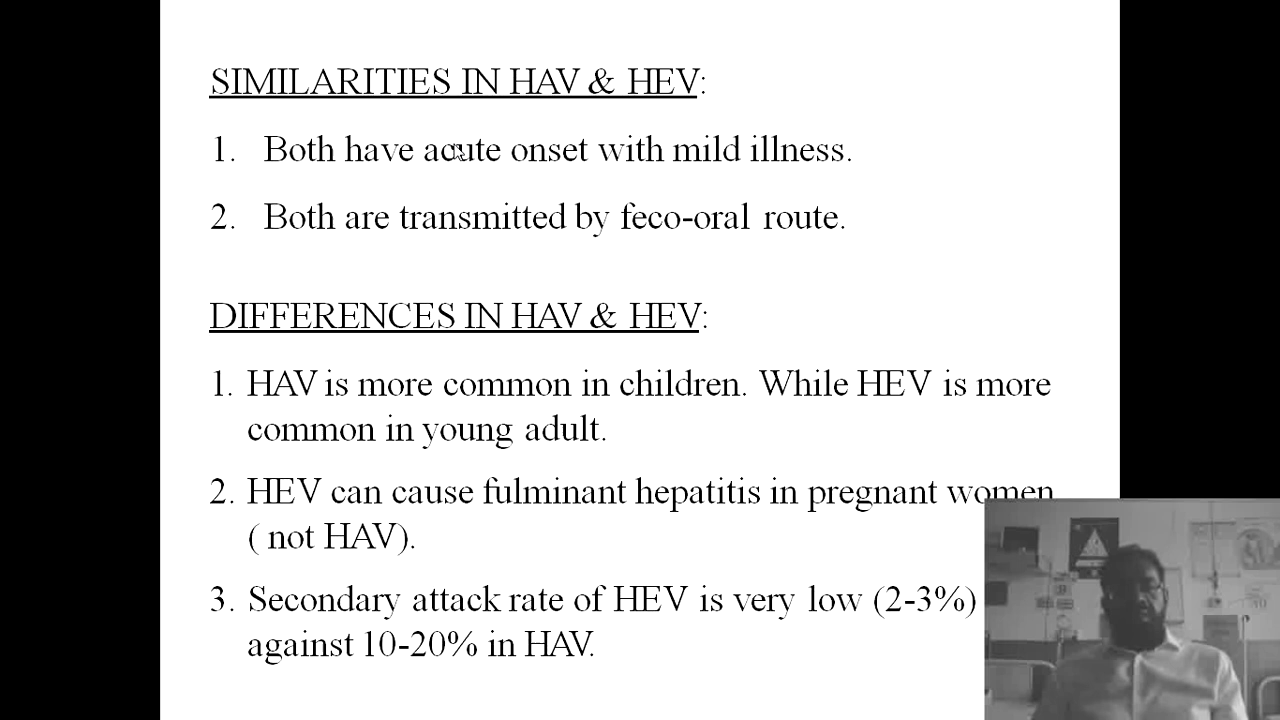 SIMILARITIES IN HAV & HEV:
1. Both have acute onset with mild illness.
2. Both are transmitted by feco-oral route.
DIFFERENCES IN HAV & HEV:
1. HAV is more common in children. While HEV is more
common in young adult.
2. HEV can cause fulminant hepatitis in pregnant women
( not HAV).
3. Secondary attack rate of HEV is very low (2-3%)
against 10-20% in HAV.